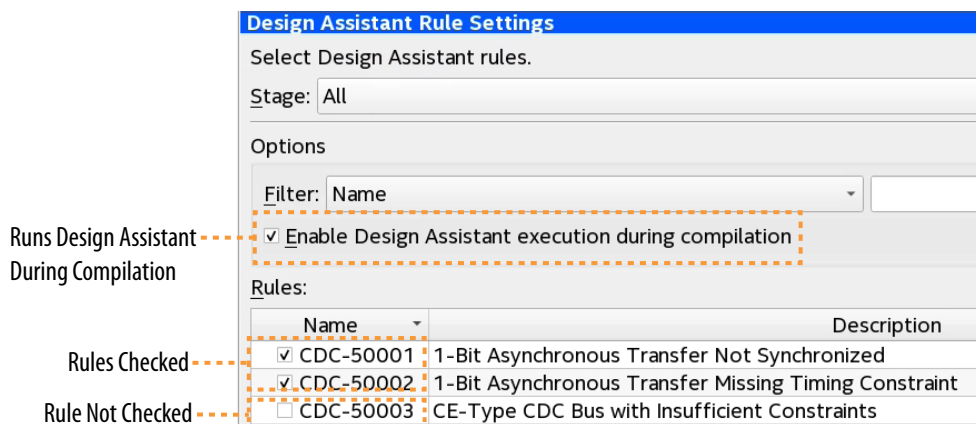 Design Assistant Rule Settings
Select Design Assistant rules.
Stage: All
Options
Filter: Name
Runs Design Assistant
During Compilation
Enable Design Assistant execution during compilation
Rules:
Name Description
Rules Checked
CDC-50001 1-Bit Asynchronous Transfer Not Synchronized
CDC-50002 1-Bit Asynchronous Transfer Missing Timing Constraint
Rule Not Checked
CDC-50003 CE-Type CDC Bus with Insufficient Constraints